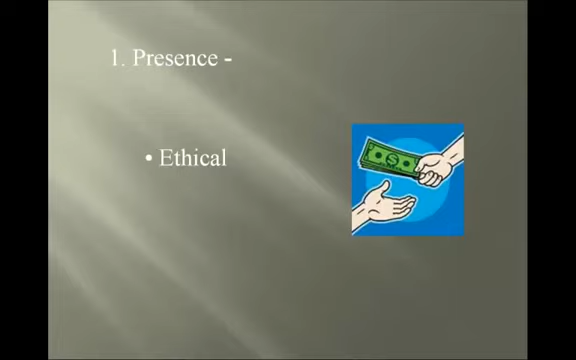 1. Presence -
• Ethical
$